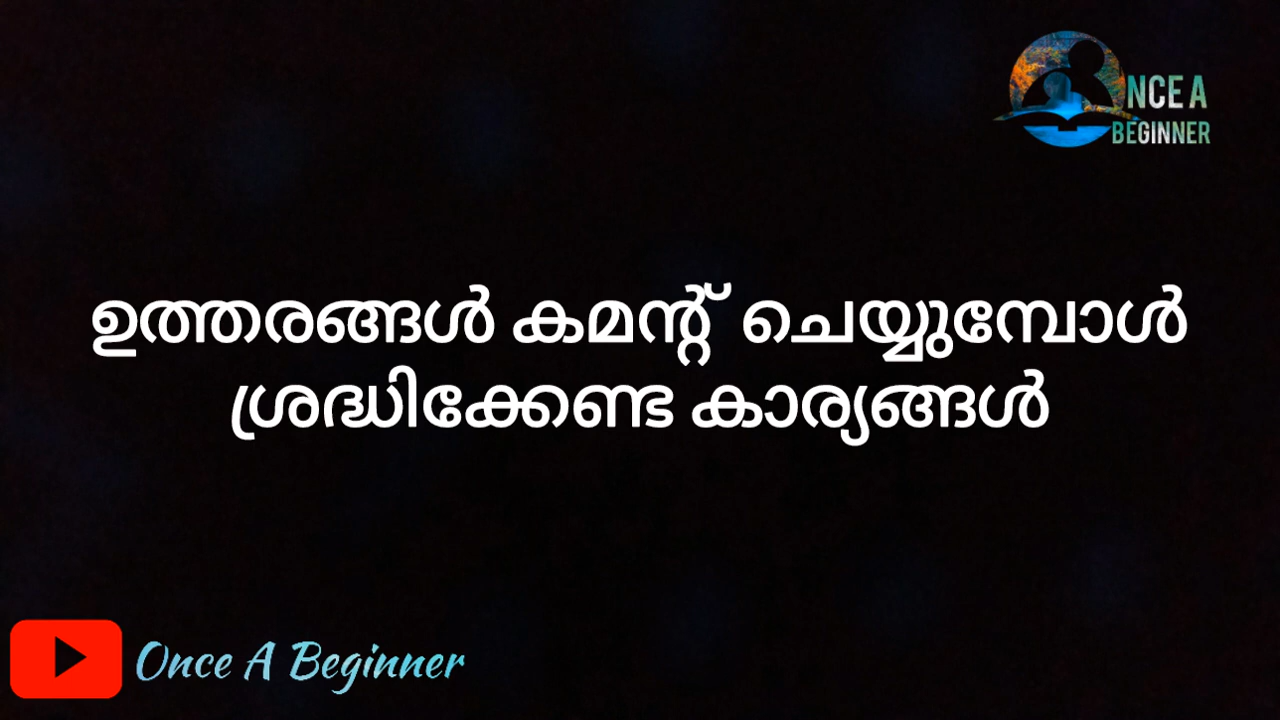 NCE A
BEGINNER
ഉത്തരങ്ങൾ കമന്റ് ചെയ്യുമ്പോൾ
ശ്രദ്ധിക്കേണ്ട കാര്യങ്ങൾ
Once A Beginner